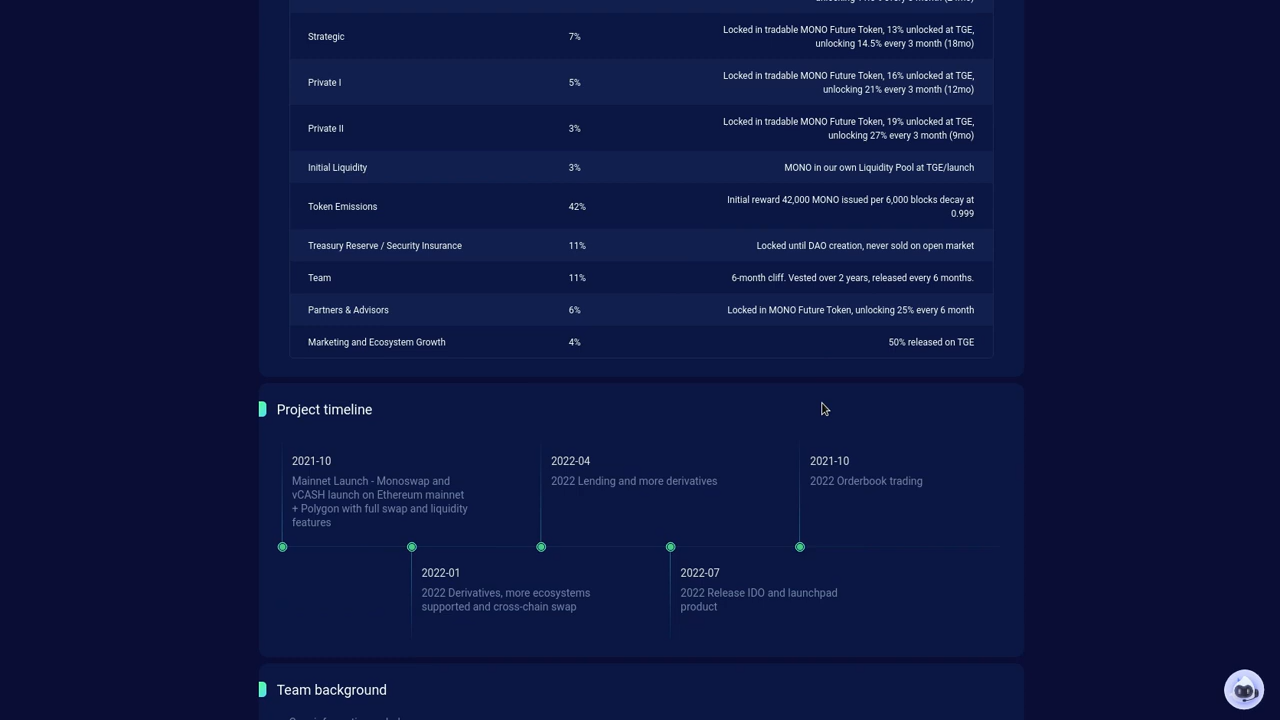 Strategic
7%
Locked in tradable MONO Future Token, 13% unlocked at TGE,
unlocking 14.5% every 3 month (18mo)
Private I
5%
Locked in tradable MONO Future Token, 16% unlocked at TGE,
unlocking 21% every 3 month (12mo)
Private II
3%
Locked in tradable MONO Future Token, 19% unlocked at TGE,
unlocking 27% every 3 month (9mo)
Initial Liquidity
3%
MONO in our own Liquidity Pool at TGE/launch
Token Emissions
42%
Initial reward 42,000 MONO issued per 6,000 blocks decay at
0.999
Treasury Reserve / Security Insurance
11%
Locked until DAO creation, never sold on open market
Team
11%
6-month cliff. Vested over 2 years, released every 6 months.
Partners & Advisors
6%
Locked in MONO Future Token, unlocking 25% every 6 month
Marketing and Ecosystem Growth
4%
50% released on TGE
Project timeline
2021-10
Mainnet Launch - Monoswap and
vCASH launch on Ethereum mainnet
+ Polygon with full swap and liquidity
features
2022-04
2022 Lending and more derivatives
2021-10
2022 Orderbook trading
2022-01
2022 Derivatives, more ecosystems
supported and cross-chain swap
2022-07
2022 Release IDO and launchpad
product
Team background